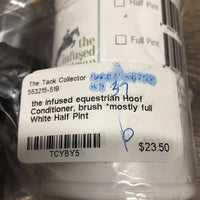 Half Pint
Full Pint
the
infused
The Tack Collector
553215-519
37
the infused equestrian Hoof
Conditioner, brush *mostly full
White Half Pint
$23.50
TCYBY5